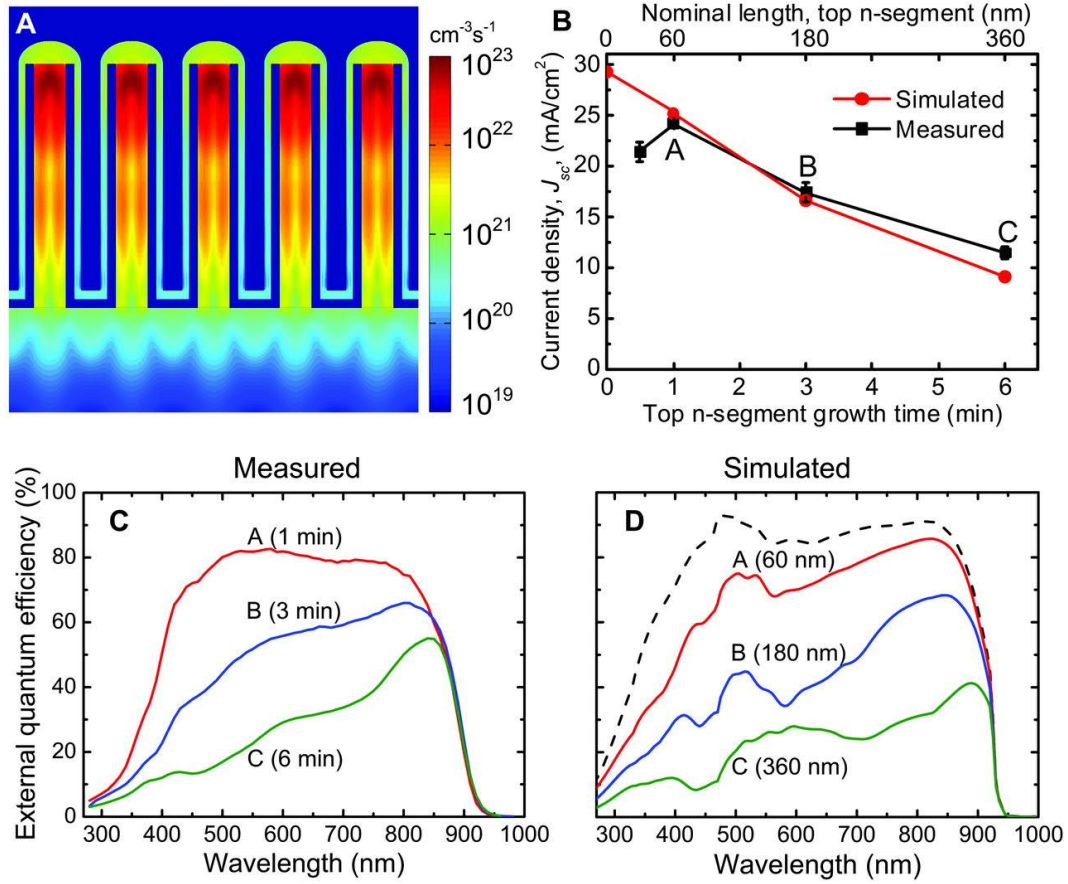 A
cm⁻³s⁻¹
10²³
10²²
10²¹
10²⁰
10¹⁹
B
Nominal length, top n-segment (nm)
0 60 180 360
30
25
20
15
10
5
0
Current density, Jsc, (mA/cm²)
Simulated
Measured
A
B
C
0 1 2 3 4 5 6
Top n-segment growth time (min)
Measured
100
80
60
40
20
0
External quantum efficiency (%)
C
A (1 min)
B (3 min)
C (6 min)
300 400 500 600 700 800 900 1000
Wavelength (nm)
Simulated
D
A (60 nm)
B (180 nm)
C (360 nm)
300 400 500 600 700 800 900 1000
Wavelength (nm)